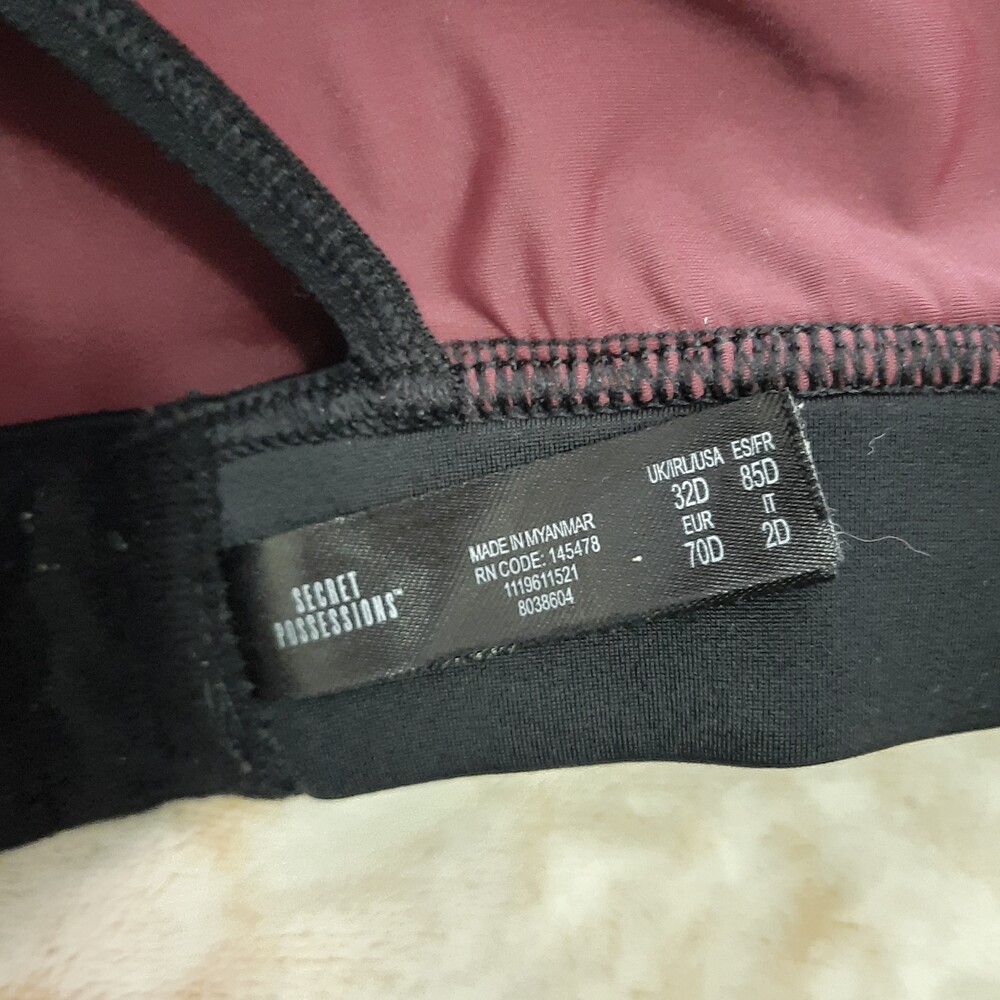 SECRET
POSSESSIONS™
MADE IN MYANMAR
RN CODE: 145478
1119611521
8038604
UK/IRL/USA ES/FR
32D 85D
EUR IT
70D 2D